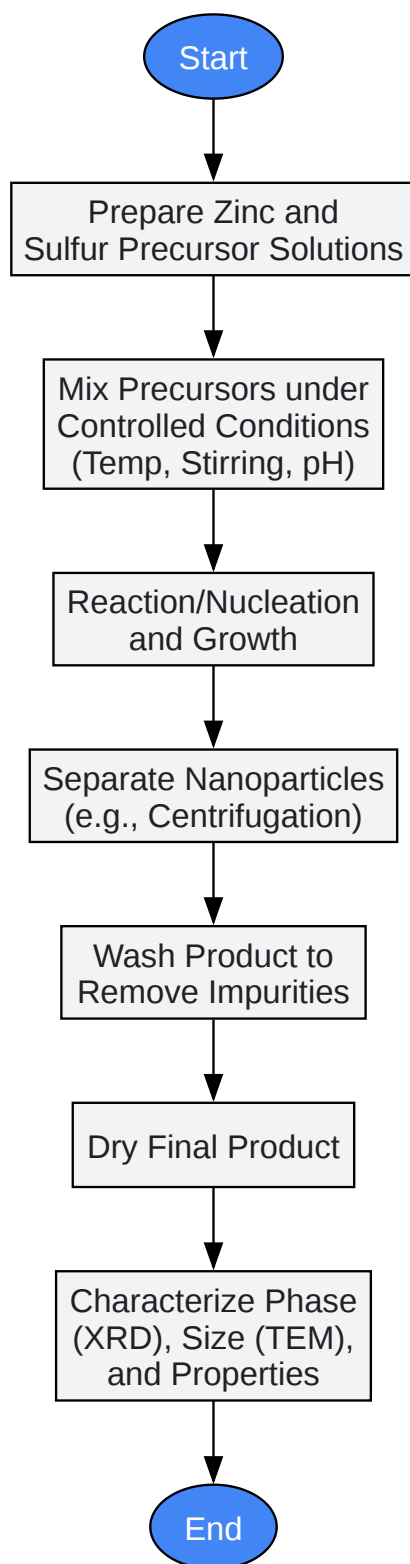 Start
Prepare Zinc and
Sulfur Precursor Solutions
Mix Precursors under
Controlled Conditions
(Temp, Stirring, pH)
Reaction/Nucleation
and Growth
Separate Nanoparticles
(e.g., Centrifugation)
Wash Product to
Remove Impurities
Dry Final Product
Characterize Phase
(XRD), Size (TEM),
and Properties
End